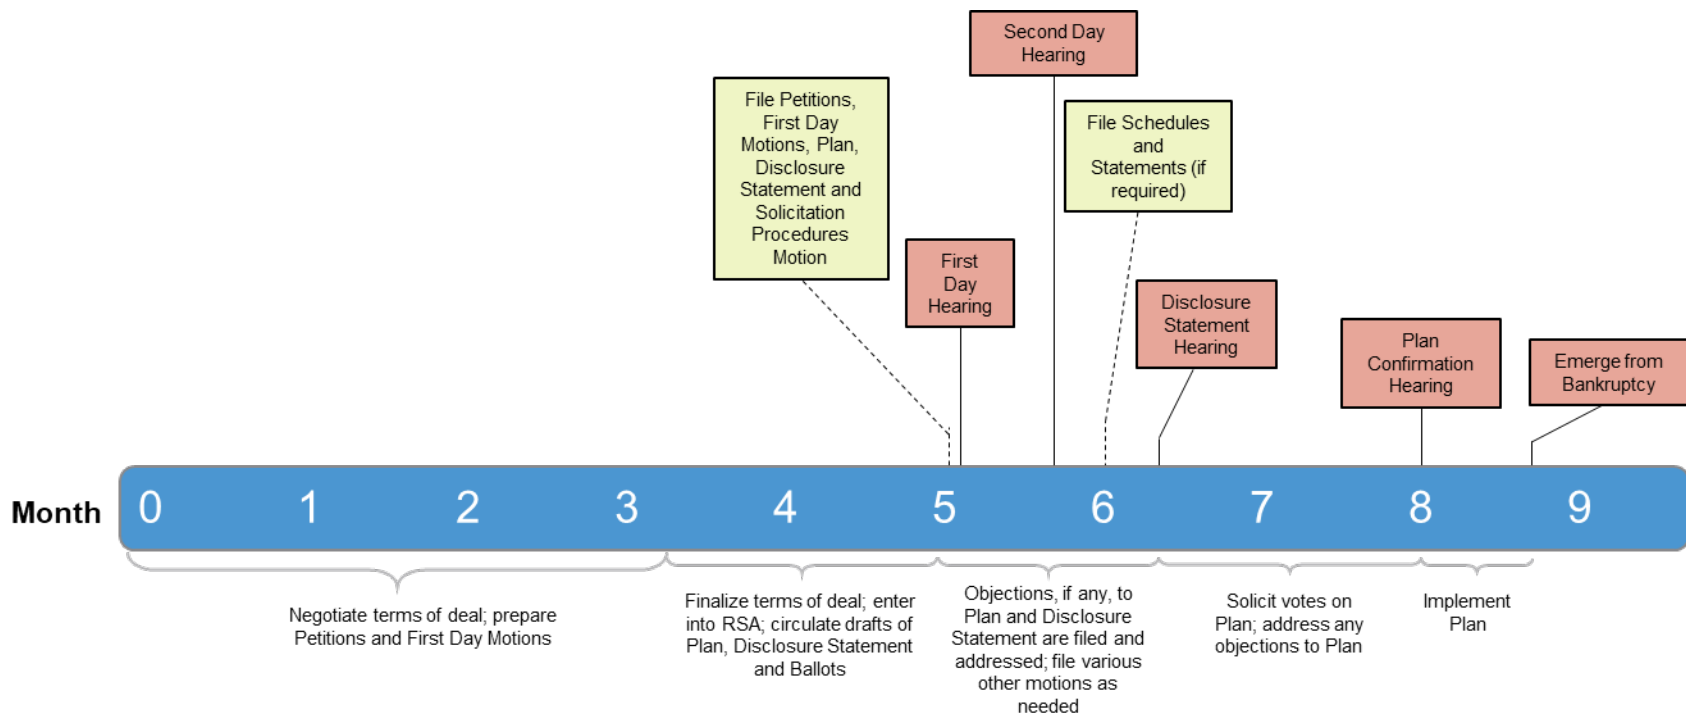 Second Day
Hearing
File Petitions,
First Day
Motions, Plan,
Disclosure
Statement and
Solicitation
Procedures
Motion
File Schedules
and
Statements (if
required)
First
Day
Hearing
Disclosure
Statement
Hearing
Plan
Confirmation
Hearing
Emerge from
Bankruptcy
Month 0 1 2 3 4 5 6 7 8 9
Negotiate terms of deal; prepare
Petitions and First Day Motions
Finalize terms of deal; enter
into RSA; circulate drafts of
Plan, Disclosure Statement
and Ballots
Objections, if any, to
Plan and Disclosure
Statement are filed and
addressed; file various
other motions as
needed
Solicit votes on
Plan; address any
objections to Plan
Implement
Plan